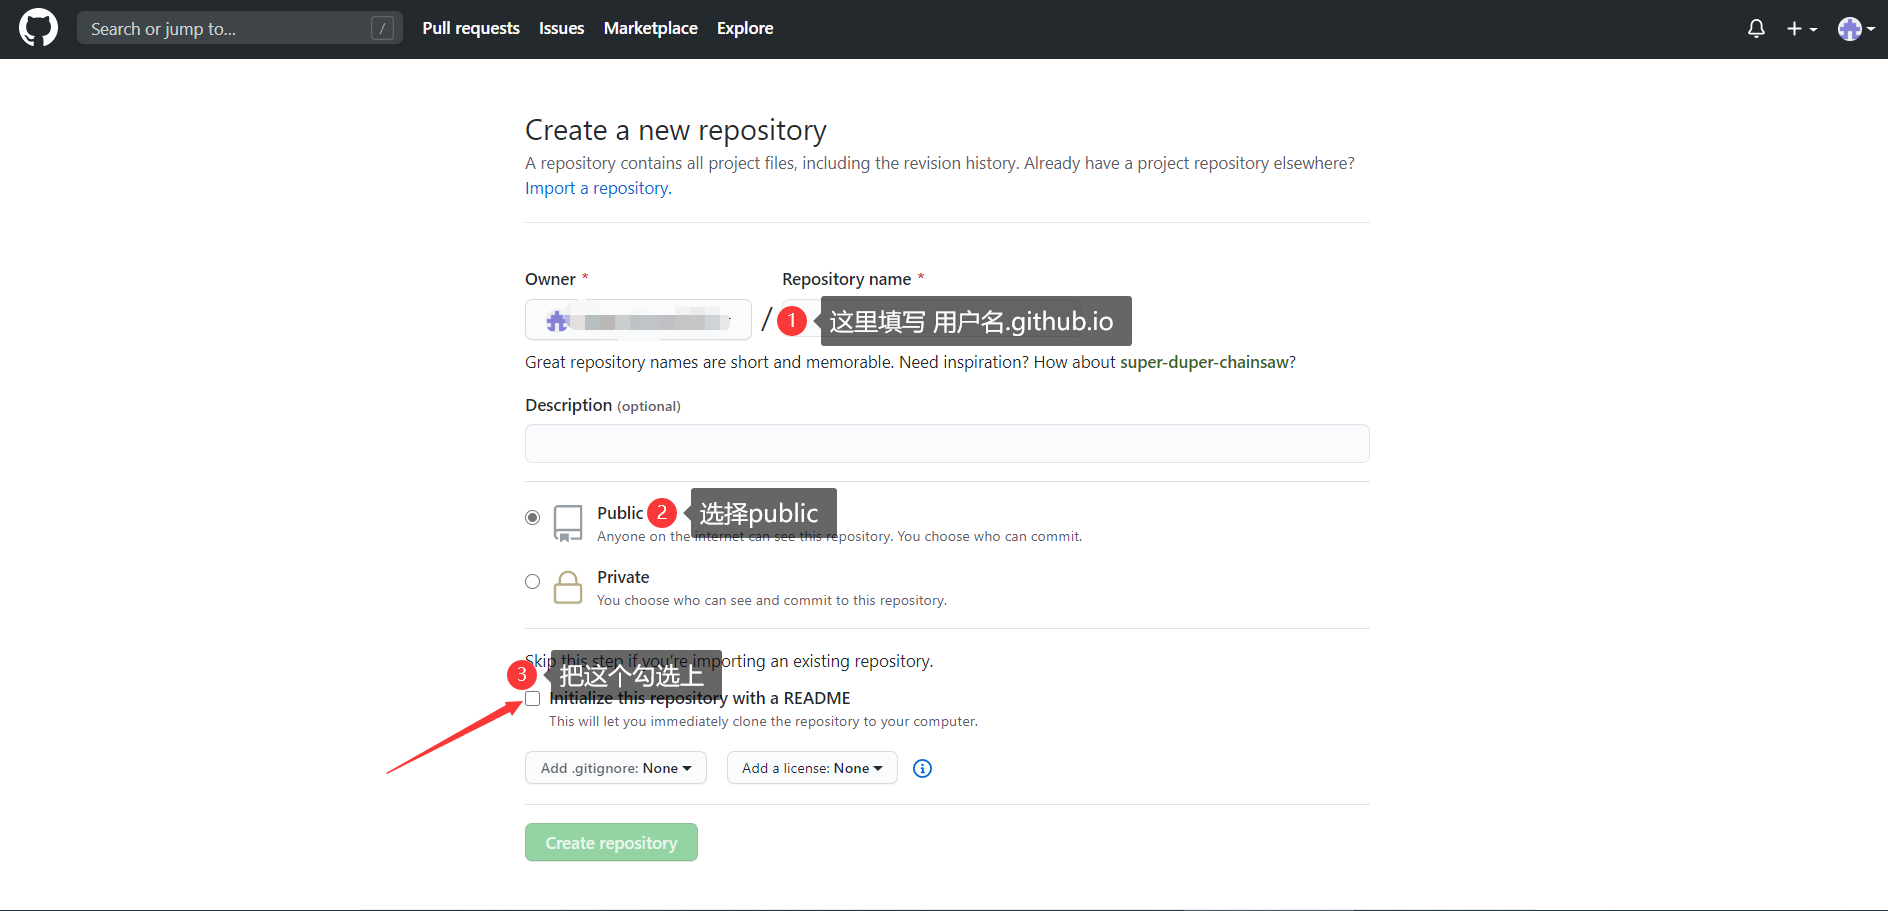 Search or jump to... /
Pull requests Issues Marketplace Explore
Create a new repository
A repository contains all project files, including the revision history. Already have a project repository elsewhere?
Import a repository.
Owner * Repository name *
/ 1 这里填写 用户名.github.io
Great repository names are short and memorable. Need inspiration? How about super-duper-chainsaw?
Description (optional)
Public 2 选择public
Anyone on the internet can see this repository. You choose who can commit.
Private
You choose who can see and commit to this repository.
Skip this step if you're importing an existing repository.
3 把这个勾选上
Initialize this repository with a README
This will let you immediately clone the repository to your computer.
Add .gitignore: None Add a license: None
Create repository